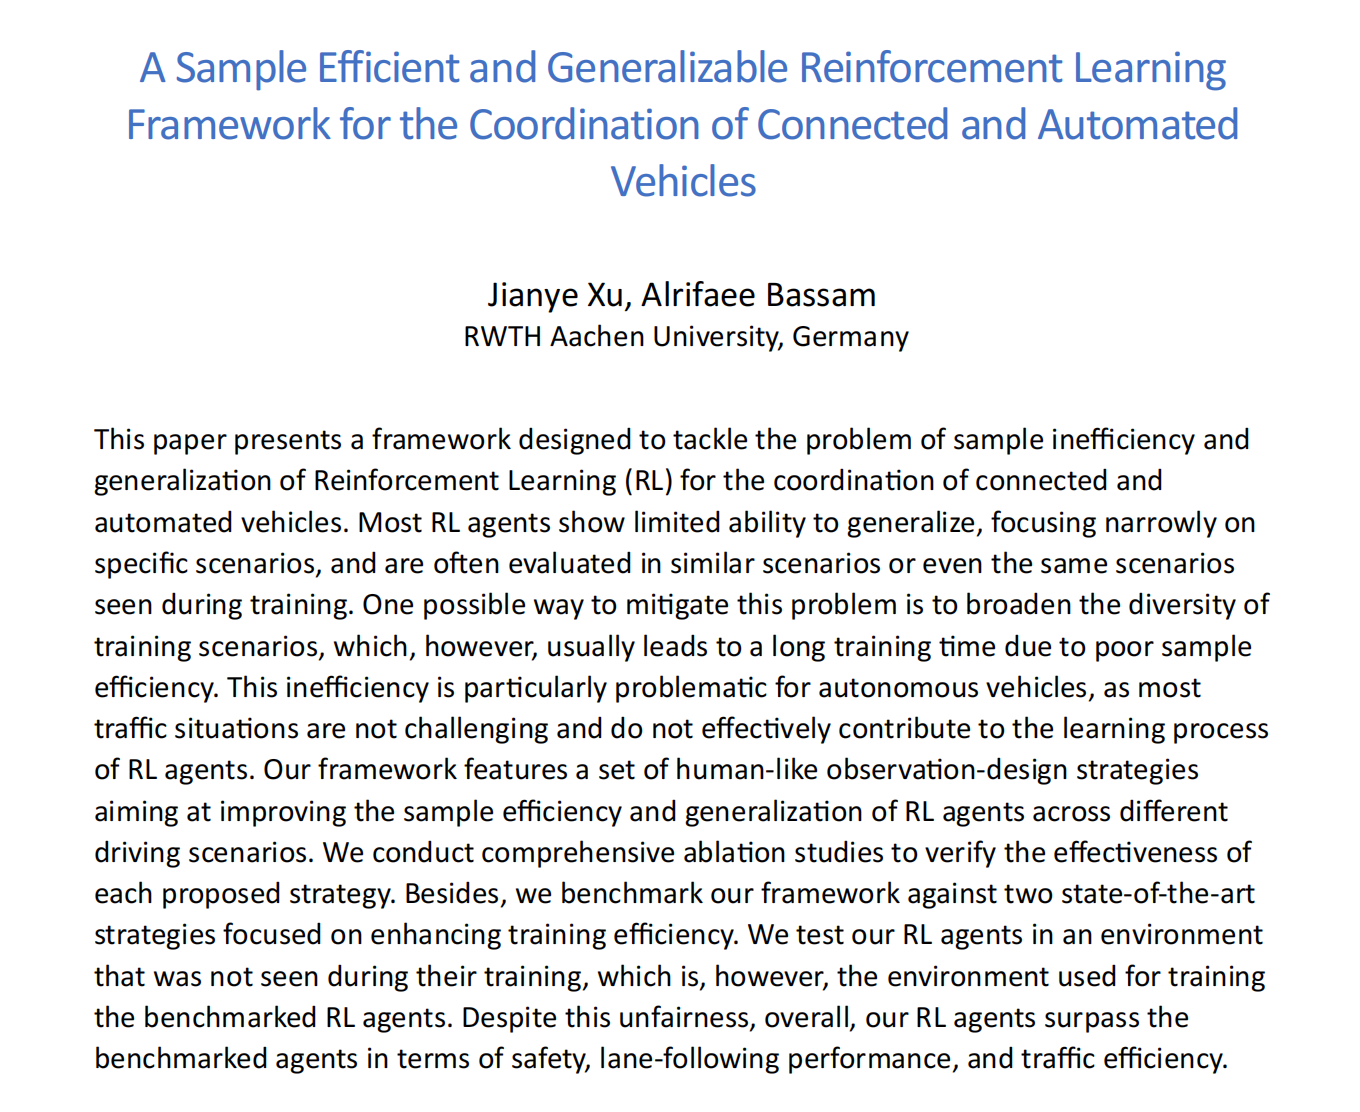 A Sample Efficient and Generalizable Reinforcement Learning
Framework for the Coordination of Connected and Automated
Vehicles
Jianye Xu, Alrifaee Bassam
RWTH Aachen University, Germany
This paper presents a framework designed to tackle the problem of sample inefficiency and
generalization of Reinforcement Learning (RL) for the coordination of connected and
automated vehicles. Most RL agents show limited ability to generalize, focusing narrowly on
specific scenarios, and are often evaluated in similar scenarios or even the same scenarios
seen during training. One possible way to mitigate this problem is to broaden the diversity of
training scenarios, which, however, usually leads to a long training time due to poor sample
efficiency. This inefficiency is particularly problematic for autonomous vehicles, as most
traffic situations are not challenging and do not effectively contribute to the learning process
of RL agents. Our framework features a set of human-like observation-design strategies
aiming at improving the sample efficiency and generalization of RL agents across different
driving scenarios. We conduct comprehensive ablation studies to verify the effectiveness of
each proposed strategy. Besides, we benchmark our framework against two state-of-the-art
strategies focused on enhancing training efficiency. We test our RL agents in an environment
that was not seen during their training, which is, however, the environment used for training
the benchmarked RL agents. Despite this unfairness, overall, our RL agents surpass the
benchmarked agents in terms of safety, lane-following performance, and traffic efficiency.